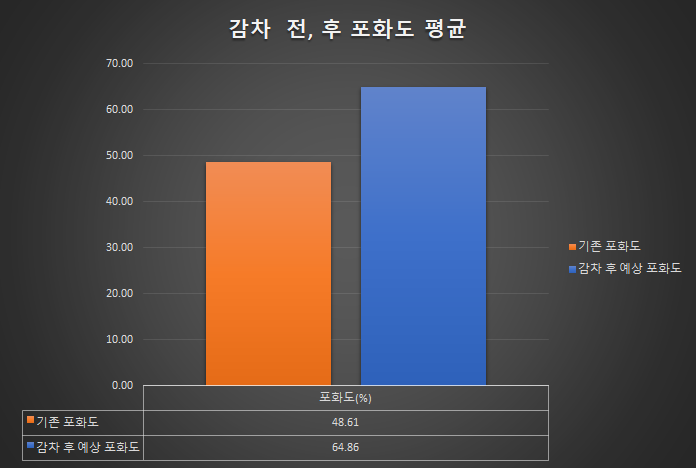 감차 전, 후 포화도 평균
70.00
60.00
50.00
40.00
30.00
20.00
10.00
0.00
기존 포화도
감차 후 예상 포화도
포화도(%)
기존 포화도 48.61
감차 후 예상 포화도 64.86